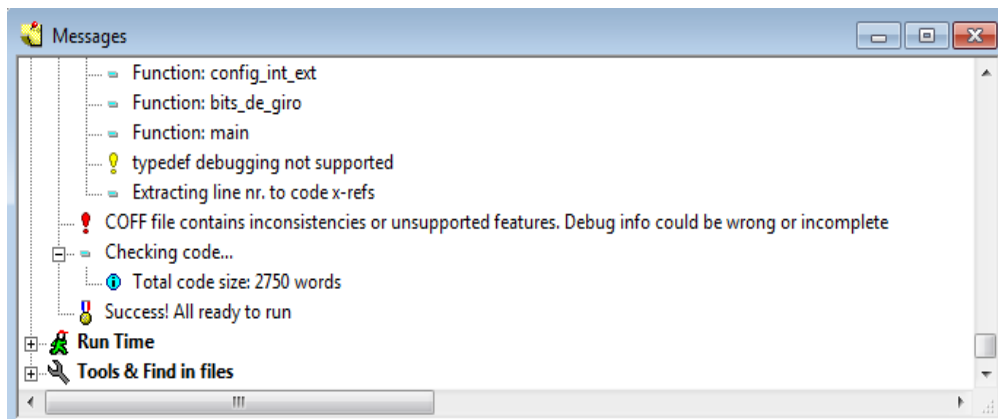 Messages
Function: config_int_ext
Function: bits_de_giro
Function: main
typedef debugging not supported
Extracting line nr. to code x-refs
COFF file contains inconsistencies or unsupported features. Debug info could be wrong or incomplete
Checking code...
Total code size: 2750 words
Success! All ready to run
Run Time
Tools & Find in files